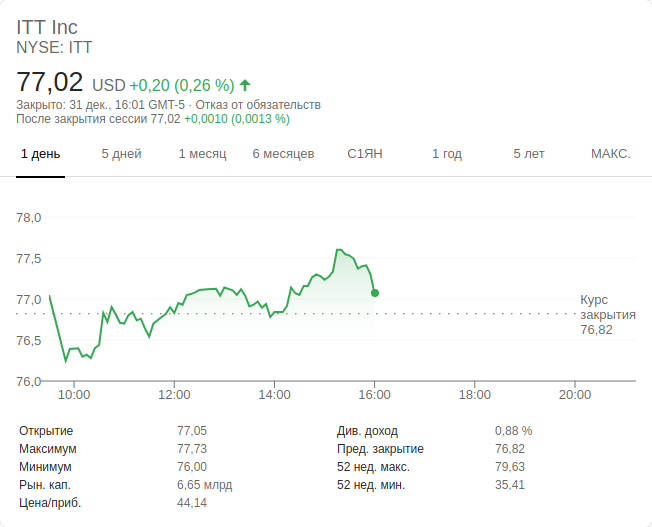 ITT Inc
NYSE: ITT
77,02 USD +0,20 (0,26 %)
Закрыто: 31 дек., 16:01 GMT-5 · Отказ от обязательств
После закрытия сессии 77,02 +0,0010 (0,0013 %)
1 день 5 дней 1 месяц 6 месяцев С1ЯН 1 год 5 лет МАКС.
78,0
77,5
77,0
Курс
закрытия
76,82
76,5
76,0
10:00 12:00 14:00 16:00 18:00 20:00
Открытие 77,05 Див. доход 0,88 %
Максимум 77,73 Пред. закрытие 76,82
Минимум 76,00 52 нед. макс. 79,63
Рын. кап. 6,65 млрд 52 нед. мин. 35,41
Цена/приб. 44,14